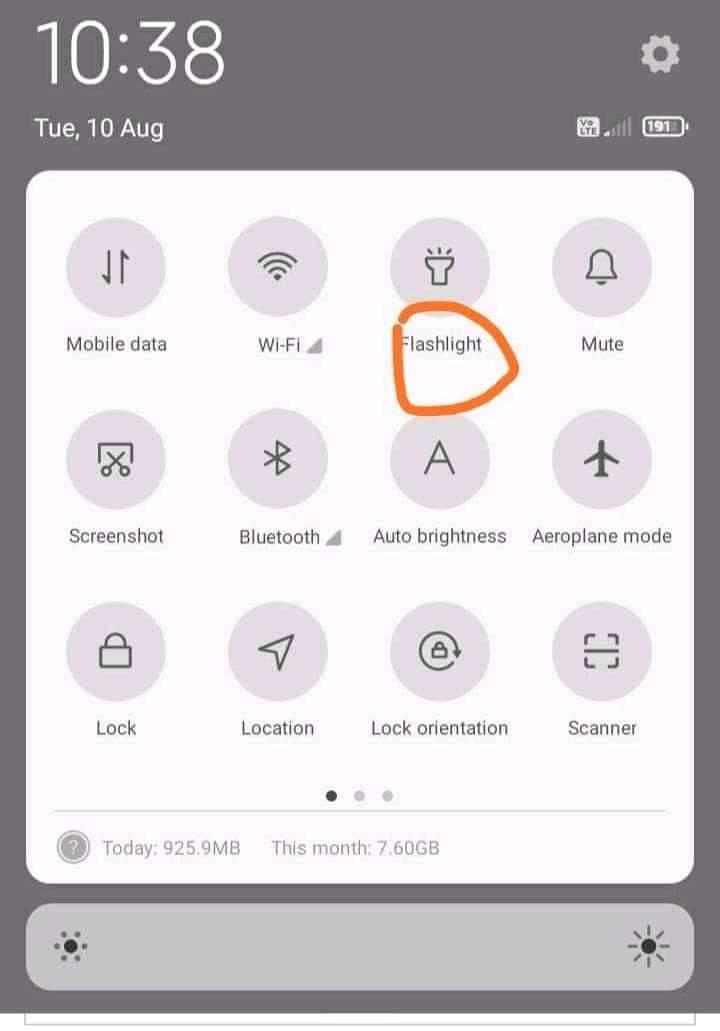 10:38
Tue, 10 Aug
Vo LTE 191
Mobile data Wi-Fi Flashlight Mute
Screenshot Bluetooth Auto brightness Aeroplane mode
Lock Location Lock orientation Scanner
? Today: 925.9MB This month: 7.60GB